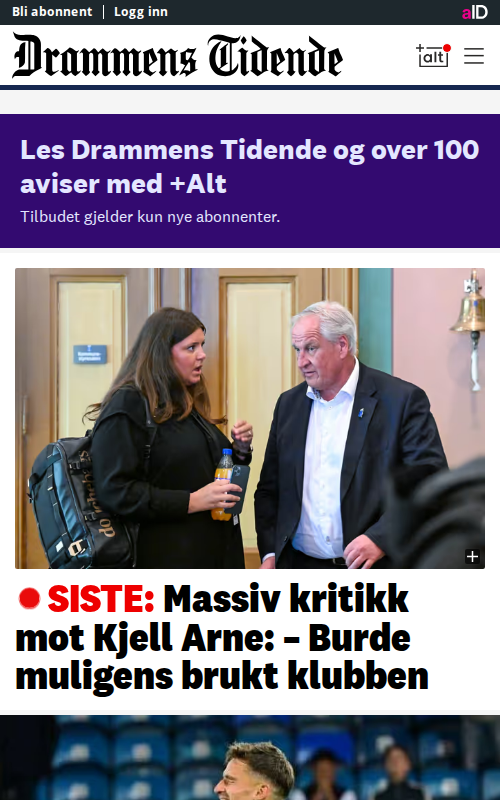 Bli abonnent | Logg inn
aID
Drammens Tidende
+alt
Les Drammens Tidende og over 100
aviser med +Alt
Tilbudet gjelder kun nye abonnenter.
SISTE: Massiv kritikk
mot Kjell Arne: – Burde
muligens brukt klubben